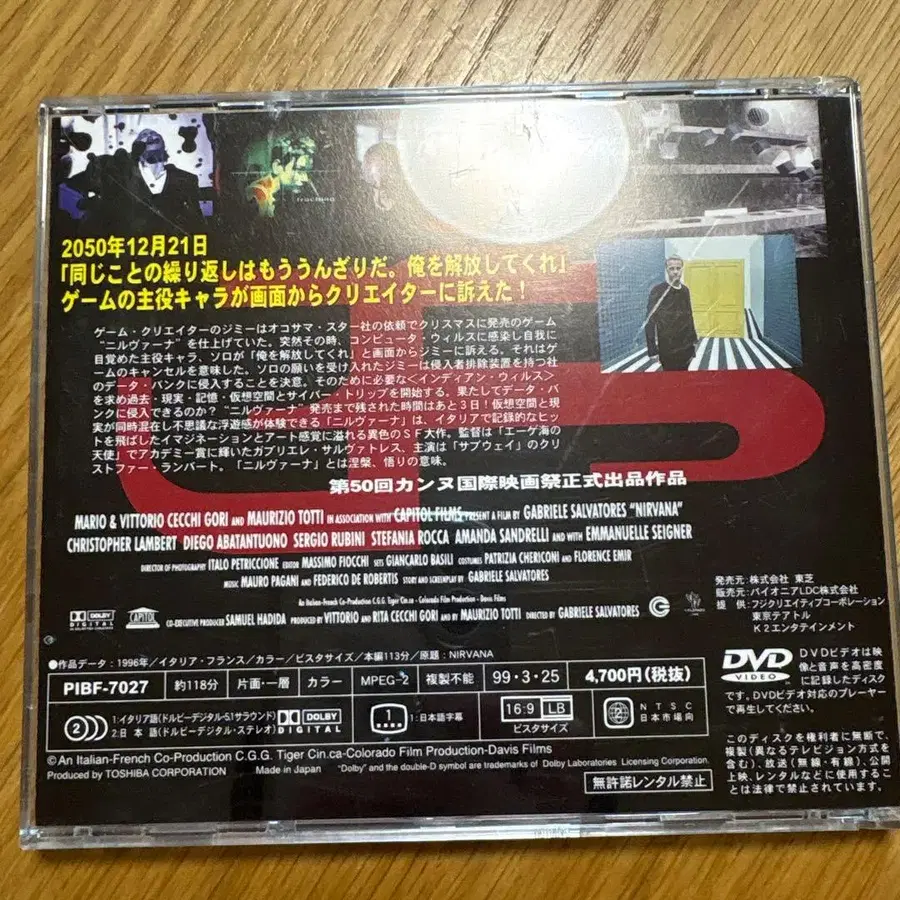 tracking
2050年12月21日
「同じことの繰り返しはもううんざりだ。俺を解放してくれ」
ゲームの主役キャラが画面からクリエイターに訴えた！
ゲーム・クリエイターのジミーはオコサマ・スター社の依頼でクリスマスに発売のゲーム
“ニルヴァーナ”を仕上げていた。突然その時、コンピュータ・ウィルスに感染し自我に
目覚めた主役キャラ、ソロが「俺を解放してくれ」と画面からジミーに訴える。それはゲ
ームのキャンセルを意味した。ソロの願いを受け入れたジミーは侵入者排除装置を持つ社
のデータ・バンクに侵入することを決意。そのために必要な<インディアン・ウィルス>
を求め過去・現実・記憶・仮想空間とサイバー・トリップを開始する。果たしてデータ・バ
ンクに侵入できるのか？“ニルヴァーナ”発売まで残された時間はあと3日！仮想空間と現
実が同時混在し不思議な浮遊感が体験できる「ニルヴァーナ」は、イタリアで記録的なヒッ
トを飛ばしたイマジネーションとアート感覚に溢れる異色のSF大作。監督は「エーゲ海の
天使」でアカデミー賞に輝いたガブリエレ・サルヴァトレス、主演は「サブウェイ」のクリ
ストファー・ランバート。「ニルヴァーナ」とは涅槃、悟りの意味。
第50回カンヌ国際映画祭正式出品作品
MARIO & VITTORIO CECCHI GORI AND MAURIZIO TOTTI IN ASSOCIATION WITH CAPITOL FILMS PRESENT A FILM BY GABRIELE SALVATORES "NIRVANA"
CHRISTOPHER LAMBERT DIEGO ABATANTUONO SERGIO RUBINI STEFANIA ROCCA AMANDA SANDRELLI AND WITH EMMANUELLE SEIGNER
DIRECTOR OF PHOTOGRAPHY ITALO PETRICCIONE EDITOR MASSIMO FIOCCHI SETS GIANCARLO BASILI COSTUMES PATRIZIA CHERICONI AND FLORENCE EMIR
MUSIC MAURO PAGANI AND FEDERICO DE ROBERTIS STORY AND SCREENPLAY BY GABRIELE SALVATORES
An Italian-French Co-Production C.G.G. Tiger Cin.ca - Colorado Film Production - Davis Films
DOLBY DIGITAL
CAPITOL
CO-EXECUTIVE PRODUCER SAMUEL HADIDA PRODUCED BY VITTORIO AND RITA CECCHI GORI AND BY MAURIZIO TOTTI DIRECTED BY GABRIELE SALVATORES
発売元：株式会社 東芝
販売元：パイオニアLDC株式会社
提 供：フジクリエイティブコーポレーション
東京テアトル
K2エンタテインメント
●作品データ：1996年/イタリア・フランス/カラー/ビスタサイズ/本編113分/原題：NIRVANA
PIBF-7027 約118分 片面・一層 カラー MPEG-2 複製不能 99・3・25 4,700円(税抜)
2 1：イタリア語(ドルビーデジタル・5.1サラウンド)
2：日 本 語(ドルビーデジタル・ステレオ)
DOLBY DIGITAL
1 1：日本語字幕
16:9 LB
ビスタサイズ
2 NTSC
日本市場向
DVD VIDEO
DVDビデオは映
像と音声を高密度
に記録したディスク
です。DVDビデオ対応のプレーヤー
で再生してください。
このディスクを権利者に無断で、
複製(異なるテレビジョン方式を
含む)、放送(無線・有線)、公開
上映、レンタルなどに使用するこ
とは法律で禁止されています。
©An Italian-French Co-Production C.G.G. Tiger Cin.ca-Colorado Film Production-Davis Films
Produced by TOSHIBA CORPORATION Made in Japan "Dolby" and the double-D symbol are trademarks of Dolby Laboratories Licensing Corporation.
無許諾レンタル禁止